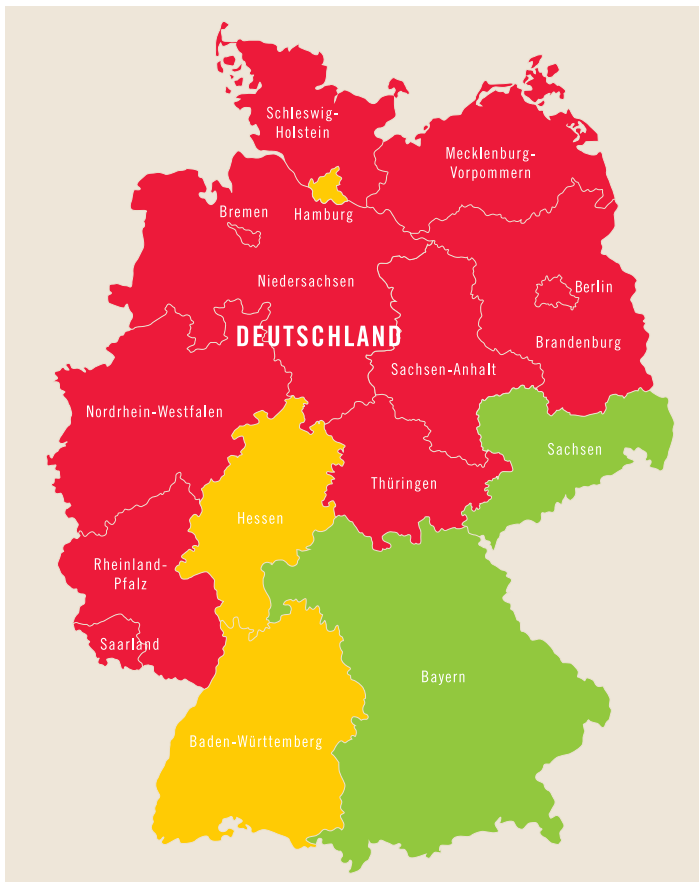 Schleswig-
Holstein
Mecklenburg-
Vorpommern
Bremen
Hamburg
Niedersachsen
Berlin
DEUTSCHLAND
Brandenburg
Sachsen-Anhalt
Nordrhein-Westfalen
Sachsen
Thüringen
Hessen
Rheinland-
Pfalz
Saarland
Bayern
Baden-Württemberg